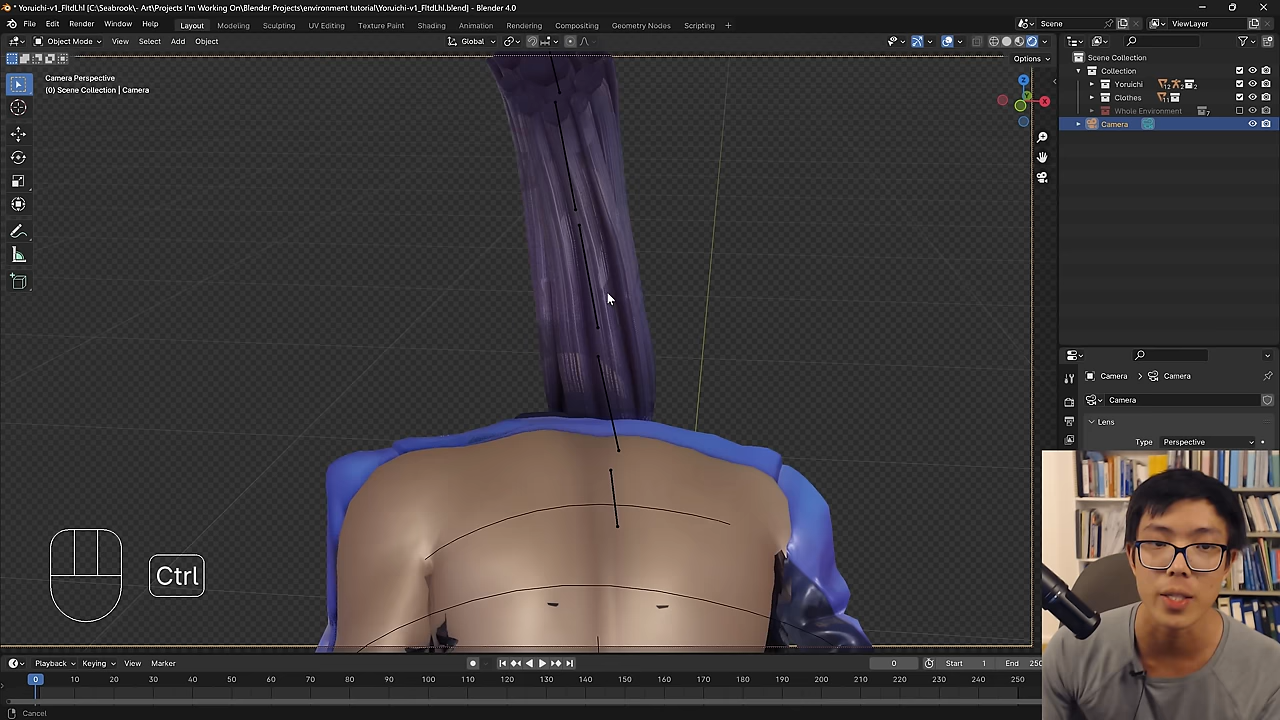 * Yoruichi-v1_FltdLhl [C:\Seabrook\- Art\Projects I'm Working On\Blender Projects\environment tutorial\Yoruichi-v1_FltdLhl.blend] - Blender 4.0
File Edit Render Window Help Layout Modeling Sculpting UV Editing Texture Paint Shading Animation Rendering Compositing Geometry Nodes Scripting + Scene ViewLayer
Object Mode View Select Add Object Global
Options
Camera Perspective
(0) Scene Collection | Camera
Z
X
Scene Collection
Collection
Yoruichi
Clothes
Whole Environment
Camera
Camera > Camera
Camera
Lens
Type Perspective
Ctrl
Playback Keying View Marker 0 Start 1 End 250
0 10 20 30 40 50 60 70 80 90 100 110 120 130 140 150 160 170 180 190 200 210 220 230 240 250
Cancel